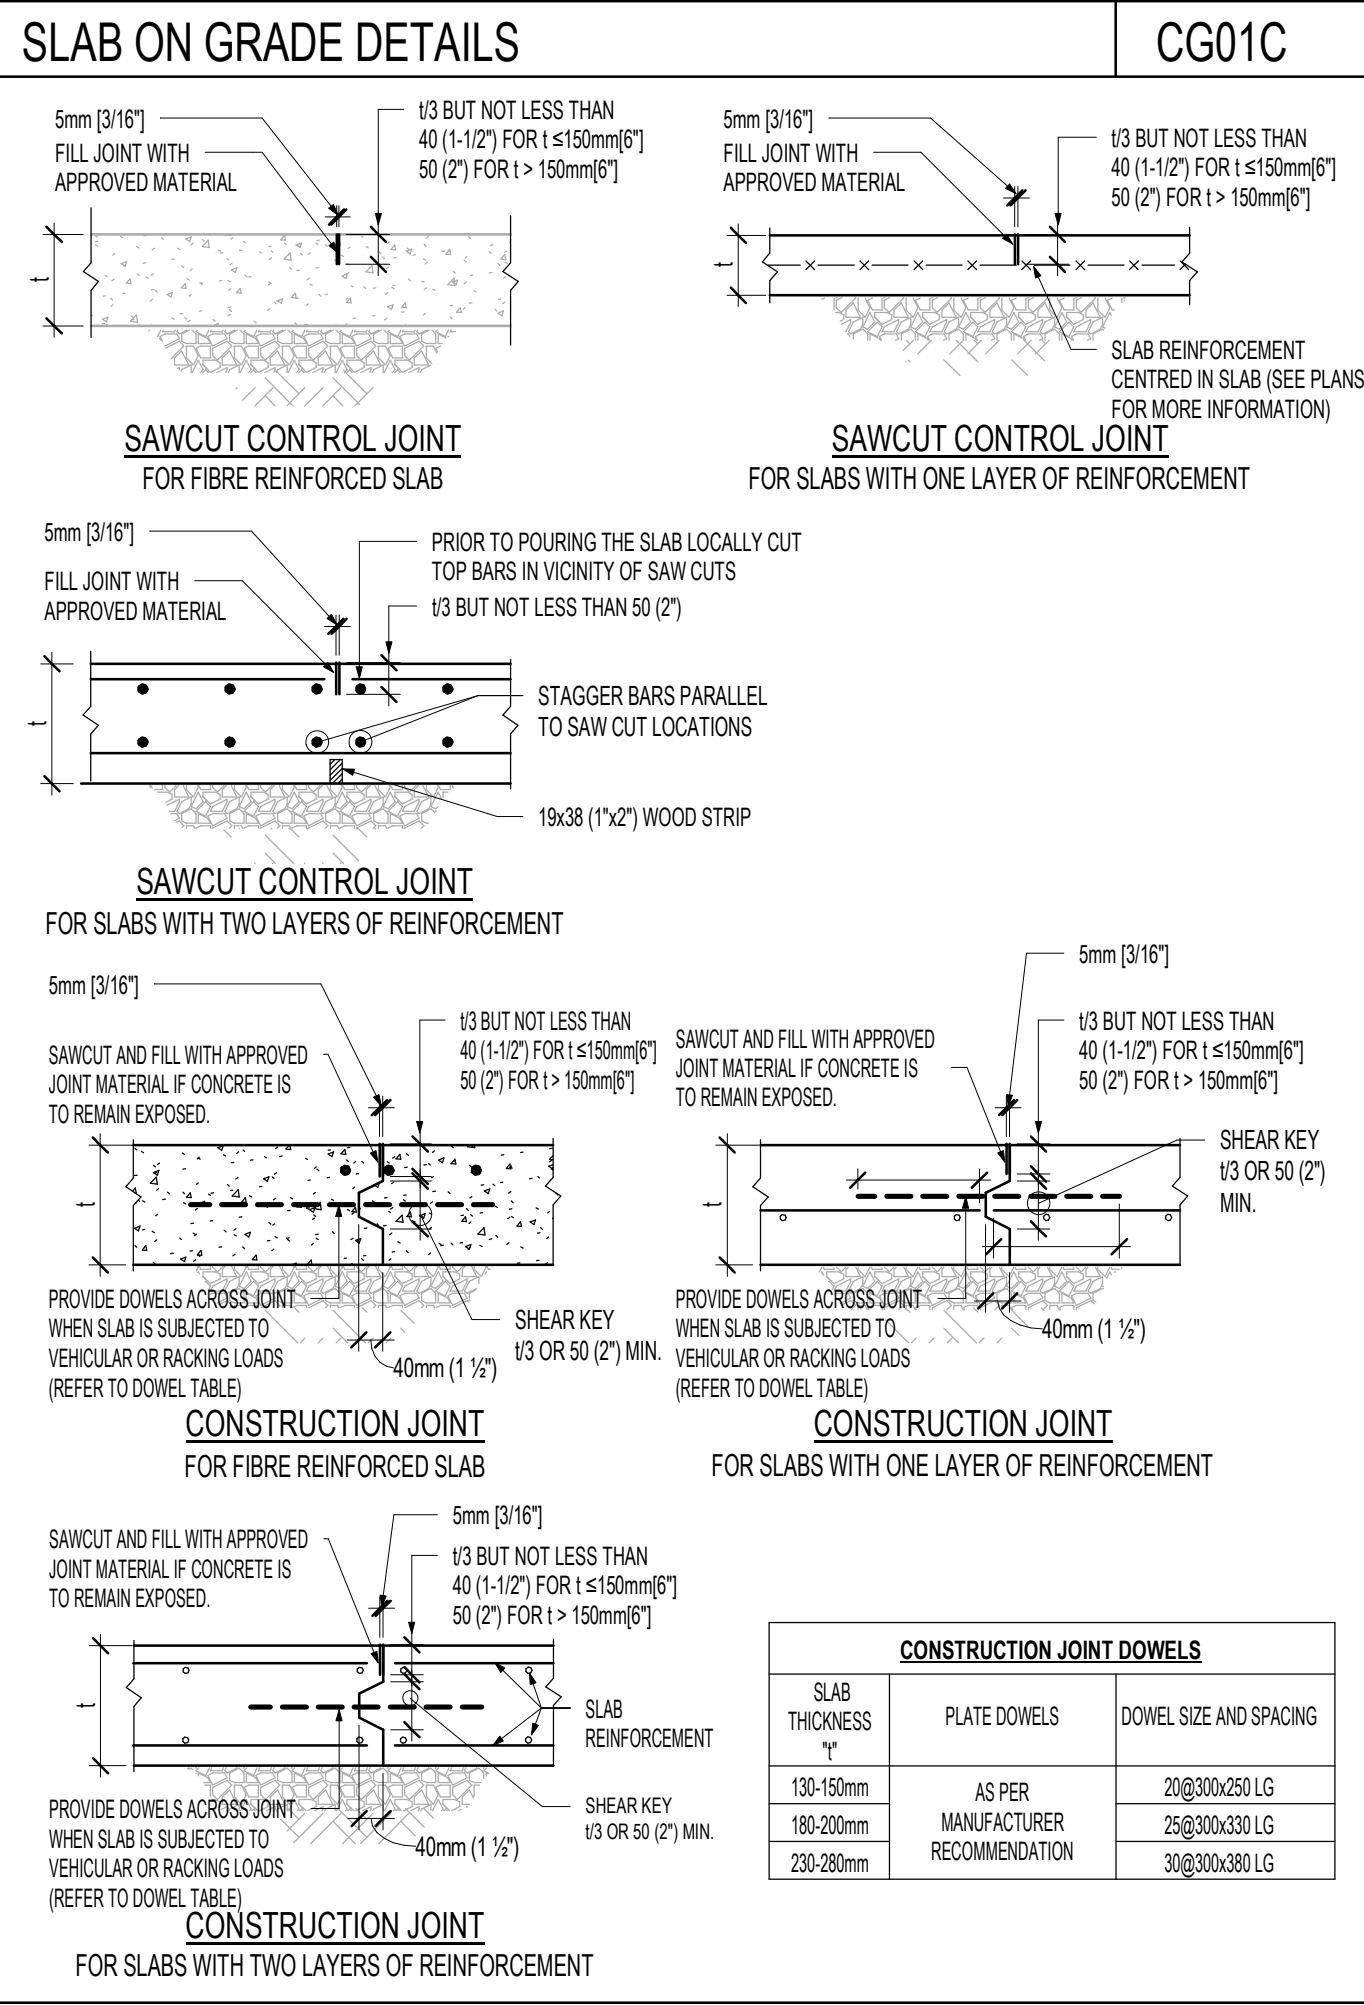 SLAB ON GRADE DETAILS
CG01C
5mm [3/16"]
FILL JOINT WITH
APPROVED MATERIAL
t/3 BUT NOT LESS THAN
40 (1-1/2") FOR t ≤150mm[6"]
50 (2") FOR t > 150mm[6"]
t
SAWCUT CONTROL JOINT
FOR FIBRE REINFORCED SLAB
5mm [3/16"]
FILL JOINT WITH
APPROVED MATERIAL
t/3 BUT NOT LESS THAN
40 (1-1/2") FOR t ≤150mm[6"]
50 (2") FOR t > 150mm[6"]
t
SLAB REINFORCEMENT
CENTRED IN SLAB (SEE PLANS
FOR MORE INFORMATION)
SAWCUT CONTROL JOINT
FOR SLABS WITH ONE LAYER OF REINFORCEMENT
5mm [3/16"]
FILL JOINT WITH
APPROVED MATERIAL
PRIOR TO POURING THE SLAB LOCALLY CUT
TOP BARS IN VICINITY OF SAW CUTS
t/3 BUT NOT LESS THAN 50 (2")
t
STAGGER BARS PARALLEL
TO SAW CUT LOCATIONS
19x38 (1"x2") WOOD STRIP
SAWCUT CONTROL JOINT
FOR SLABS WITH TWO LAYERS OF REINFORCEMENT
5mm [3/16"]
SAWCUT AND FILL WITH APPROVED
JOINT MATERIAL IF CONCRETE IS
TO REMAIN EXPOSED.
t/3 BUT NOT LESS THAN
40 (1-1/2") FOR t ≤150mm[6"]
50 (2") FOR t > 150mm[6"]
t
PROVIDE DOWELS ACROSS JOINT
WHEN SLAB IS SUBJECTED TO
VEHICULAR OR RACKING LOADS
(REFER TO DOWEL TABLE)
SHEAR KEY
t/3 OR 50 (2") MIN.
40mm (1 ½")
CONSTRUCTION JOINT
FOR FIBRE REINFORCED SLAB
5mm [3/16"]
SAWCUT AND FILL WITH APPROVED
JOINT MATERIAL IF CONCRETE IS
TO REMAIN EXPOSED.
t/3 BUT NOT LESS THAN
40 (1-1/2") FOR t ≤150mm[6"]
50 (2") FOR t > 150mm[6"]
SHEAR KEY
t/3 OR 50 (2")
MIN.
t
PROVIDE DOWELS ACROSS JOINT
WHEN SLAB IS SUBJECTED TO
VEHICULAR OR RACKING LOADS
(REFER TO DOWEL TABLE)
40mm (1 ½")
CONSTRUCTION JOINT
FOR SLABS WITH ONE LAYER OF REINFORCEMENT
5mm [3/16"]
SAWCUT AND FILL WITH APPROVED
JOINT MATERIAL IF CONCRETE IS
TO REMAIN EXPOSED.
t/3 BUT NOT LESS THAN
40 (1-1/2") FOR t ≤150mm[6"]
50 (2") FOR t > 150mm[6"]
t
SLAB
REINFORCEMENT
SHEAR KEY
t/3 OR 50 (2") MIN.
PROVIDE DOWELS ACROSS JOINT
WHEN SLAB IS SUBJECTED TO
VEHICULAR OR RACKING LOADS
(REFER TO DOWEL TABLE)
40mm (1 ½")
CONSTRUCTION JOINT
FOR SLABS WITH TWO LAYERS OF REINFORCEMENT
CONSTRUCTION JOINT DOWELS
SLAB
THICKNESS
"t"
PLATE DOWELS
DOWEL SIZE AND SPACING
130-150mm
AS PER
MANUFACTURER
RECOMMENDATION
20@300x250 LG
180-200mm
25@300x330 LG
230-280mm
30@300x380 LG